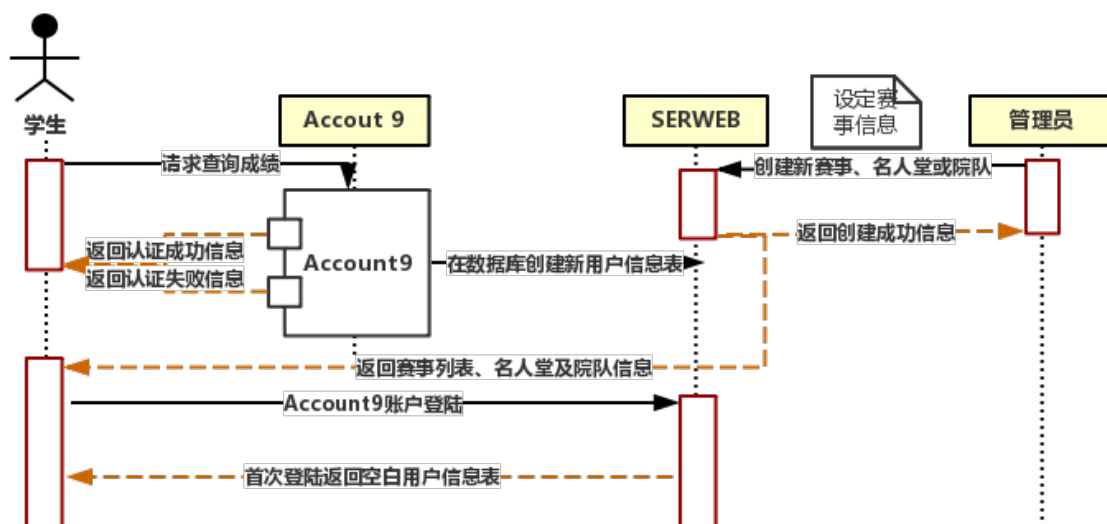 学生
Accout 9
SERWEB
设定赛
事信息
管理员
请求查询成绩
创建新赛事、名人堂或院队
返回认证成功信息
返回创建成功信息
Account9
在数据库创建新用户信息表
返回认证失败信息
返回赛事列表、名人堂及院队信息
Account9账户登陆
首次登陆返回空白用户信息表